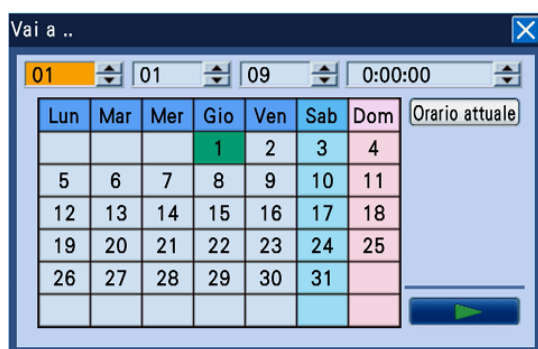 Vai a ..
01 01 09 0:00:00
Lun Mar Mer Gio Ven Sab Dom Orario attuale
1 2 3 4
5 6 7 8 9 10 11
12 13 14 15 16 17 18
19 20 21 22 23 24 25
26 27 28 29 30 31